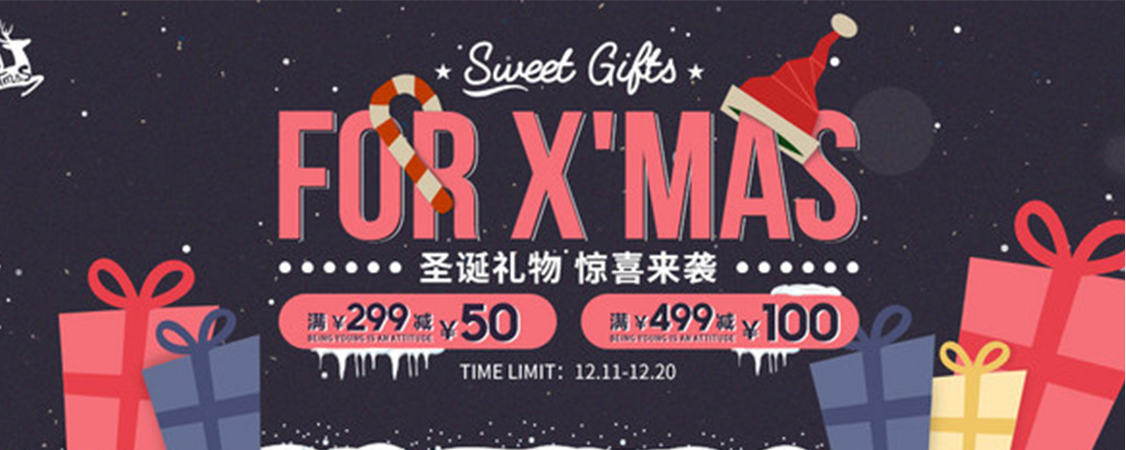 Sweet Gifts
FOR X'MAS
圣诞礼物 惊喜来袭
满¥299减¥50
BEING YOUNG IS AN ATTITUDE
满¥499减¥100
BEING YOUNG IS AN ATTITUDE
TIME LIMIT：12.11-12.20